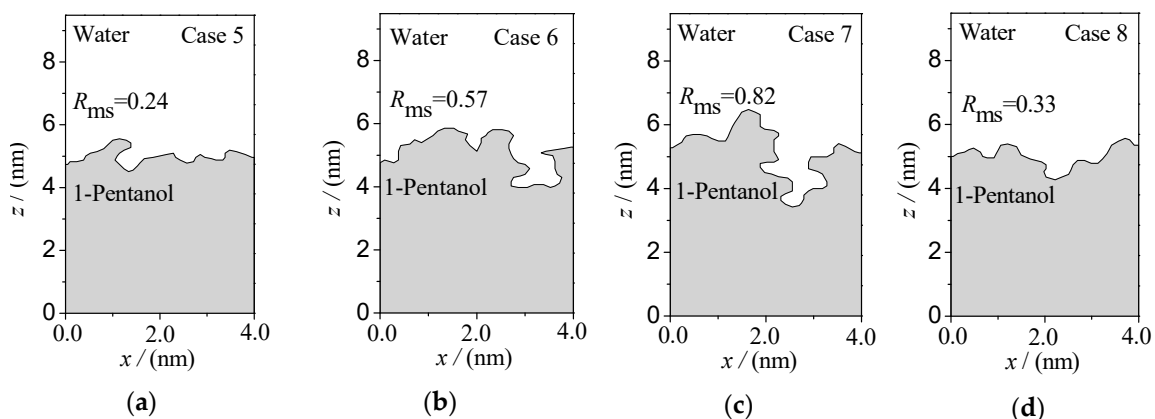 Water Case 5
Rms=0.24
1-Pentanol
z / (nm)
8
6
4
2
0
0.0 2.0 4.0
x / (nm)
(a)
Water Case 6
Rms=0.57
1-Pentanol
z / (nm)
8
6
4
2
0
0.0 2.0 4.0
x / (nm)
(b)
Water Case 7
Rms=0.82
1-Pentanol
z / (nm)
8
6
4
2
0
0.0 2.0 4.0
x / (nm)
(c)
Water Case 8
Rms=0.33
1-Pentanol
z / (nm)
8
6
4
2
0
0.0 2.0 4.0
x / (nm)
(d)